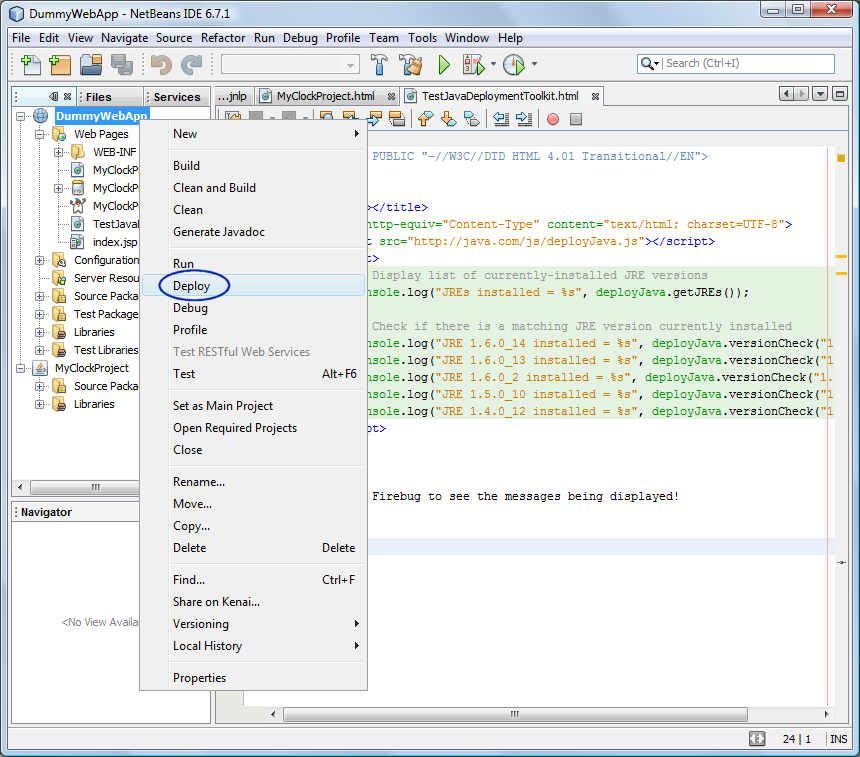 DummyWebApp - NetBeans IDE 6.7.1
File Edit View Navigate Source Refactor Run Debug Profile Team Tools Window Help
Search (Ctrl+I)
Files Services ...jnlp MyClockProject.html TestJavaDeploymentToolkit.html
DummyWebApp
Web Pages
WEB-INF
MyClockP
MyClockP
MyClockP
TestJaval
index.jsp
Configuration
Server Resou
Source Packa
Test Package
Libraries
Test Libraries
MyClockProject
Source Packa
Libraries
Navigator
<No View Availa
New
Build
Clean and Build
Clean
Generate Javadoc
Run
Deploy
Debug
Profile
Test RESTful Web Services
Test Alt+F6
Set as Main Project
Open Required Projects
Close
Rename...
Move...
Copy...
Delete Delete
Find... Ctrl+F
Share on Kenai...
Versioning
Local History
Properties
PUBLIC "-//W3C//DTD HTML 4.01 Transitional//EN">
></title>
http-equiv="Content-Type" content="text/html; charset=UTF-8">
t src="http://java.com/js/deployJava.js"></script>
t>
Display list of currently-installed JRE versions
nsole.log("JREs installed = %s", deployJava.getJREs());
Check if there is a matching JRE version currently installed
nsole.log("JRE 1.6.0_14 installed = %s", deployJava.versionCheck("1
nsole.log("JRE 1.6.0_13 installed = %s", deployJava.versionCheck("1
nsole.log("JRE 1.6.0_2 installed = %s", deployJava.versionCheck("1.
nsole.log("JRE 1.5.0_10 installed = %s", deployJava.versionCheck("1
nsole.log("JRE 1.4.0_12 installed = %s", deployJava.versionCheck("1
pt>
Firebug to see the messages being displayed!
24 | 1 INS